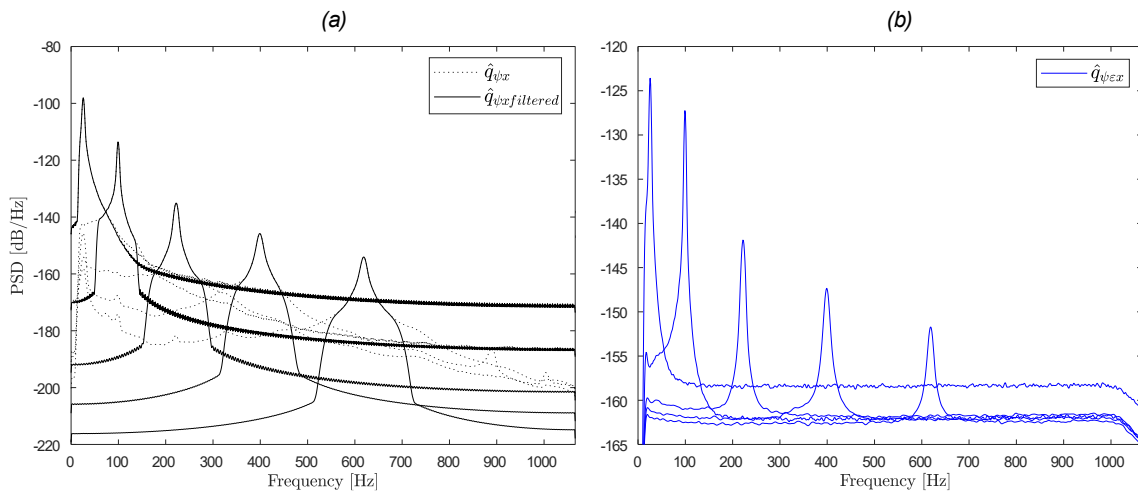 (a)
-80
-100
-120
-140
-160
-180
-200
-220
PSD [dB/Hz]
0 100 200 300 400 500 600 700 800 900 1000
Frequency [Hz]
q̂ψx
q̂ψxfiltered
(b)
-120
-125
-130
-135
-140
-145
-150
-155
-160
-165
0 100 200 300 400 500 600 700 800 900 1000
Frequency [Hz]
q̂ψεx